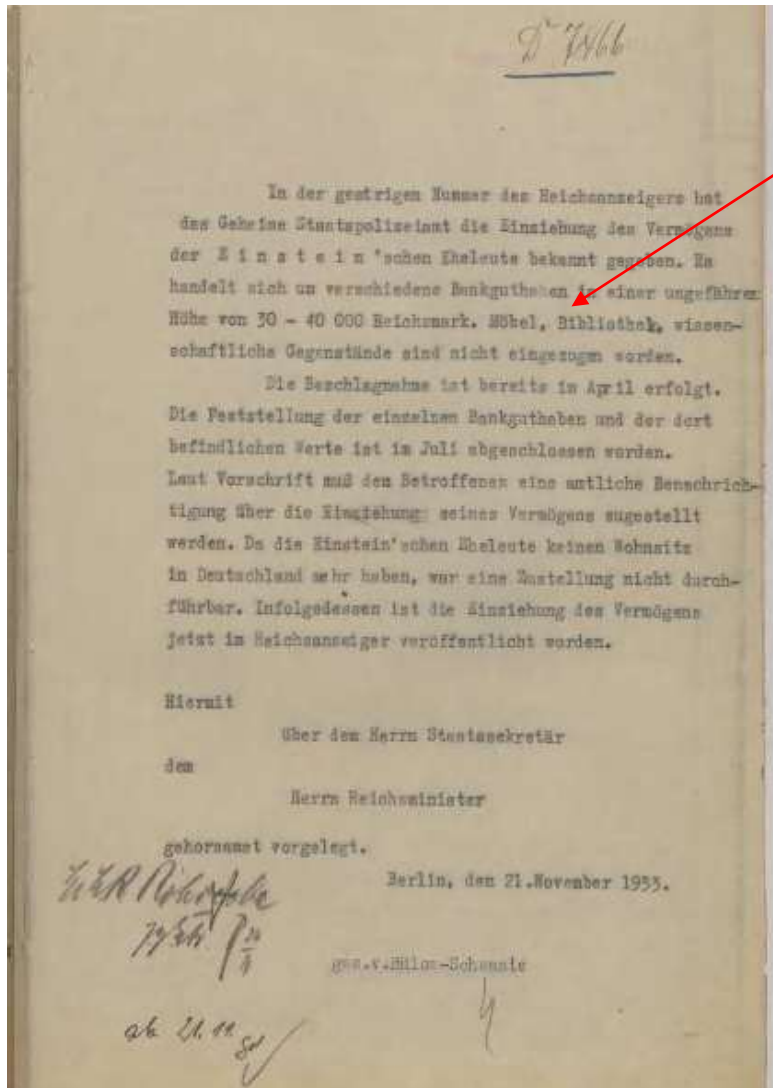 D 7466
In der gestrigen Nummer des Reichsanzeigers hat
das Geheime Staatspolizeiamt die Einziehung des Vermögens
der E i n s t e i n 'schen Eheleute bekannt gegeben. Es
handelt sich um verschiedene Bankguthaben in einer ungefähren
Höhe von 30 - 40 000 Reichsmark. Möbel, Bibliothek, wissen-
schaftliche Gegenstände sind nicht eingezogen worden.
Die Beschlagnahme ist bereits im April erfolgt.
Die Feststellung der einzelnen Bankguthaben und der dort
befindlichen Werte ist im Juli abgeschlossen worden.
Laut Vorschrift muß dem Betroffenen eine amtliche Benachrich-
tigung über die Einziehung seines Vermögens zugestellt
werden. Da die Einstein'schen Eheleute keinen Wohnsitz
in Deutschland mehr haben, war eine Zustellung nicht durch-
führbar. Infolgedessen ist die Einziehung des Vermögens
jetzt im Reichsanzeiger veröffentlicht worden.
Hiermit
über den Herrn Staatssekretär
dem
Herrn Reichsminister
gehorsamst vorgelegt.
Berlin, den 21.November 1933.
gez.v.Bülow-Schwante
ab 21.11.